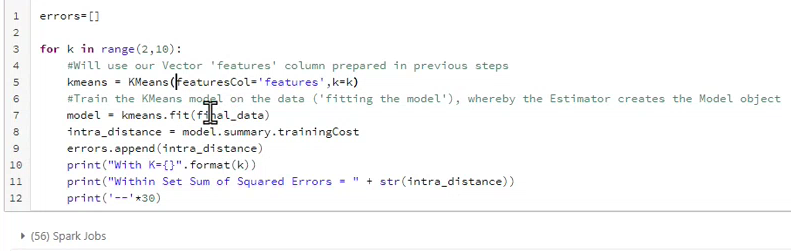 1 errors=[]
2
3 for k in range(2,10):
4 #Will use our Vector 'features' column prepared in previous steps
5 kmeans = KMeans(featuresCol='features',k=k)
6 #Train the KMeans model on the data ('fitting the model'), whereby the Estimator creates the Model object
7 model = kmeans.fit(final_data)
8 intra_distance = model.summary.trainingCost
9 errors.append(intra_distance)
10 print("With K={}".format(k))
11 print("Within Set Sum of Squared Errors = " + str(intra_distance))
12 print('--'*30)
(56) Spark Jobs